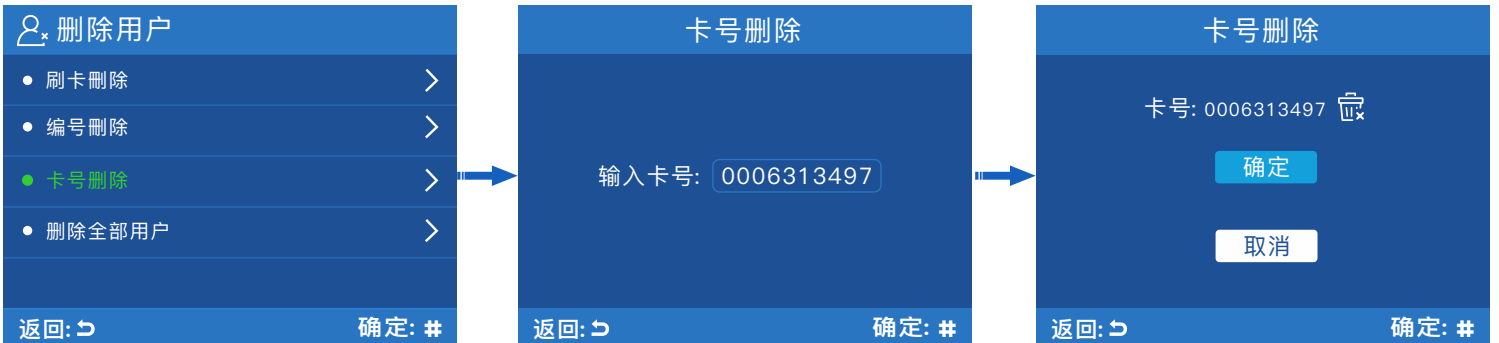 删除用户
刷卡刪除
编号刪除
卡号删除
删除全部用户
返回:
确定: #
卡号删除
输入卡号: 0006313497
返回:
确定: #
卡号删除
卡号: 0006313497
确定
取消
返回:
确定: #